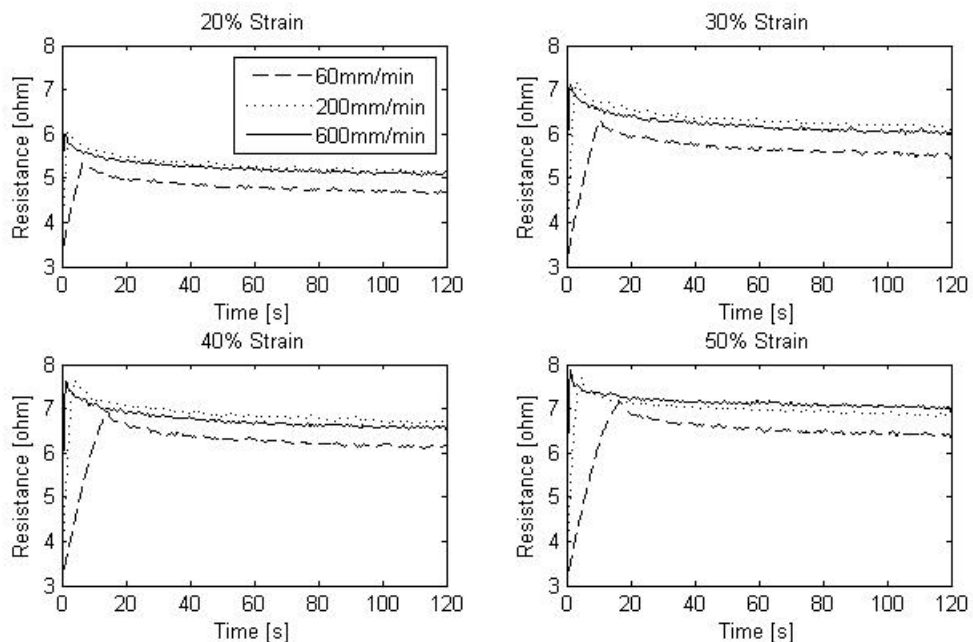 20% Strain
8
7
6
5
4
3
Resistance [ohm]
60mm/min
200mm/min
600mm/min
0 20 40 60 80 100 120
Time [s]
30% Strain
8
7
6
5
4
3
Resistance [ohm]
0 20 40 60 80 100 120
Time [s]
40% Strain
8
7
6
5
4
3
Resistance [ohm]
0 20 40 60 80 100 120
Time [s]
50% Strain
8
7
6
5
4
3
Resistance [ohm]
0 20 40 60 80 100 120
Time [s]